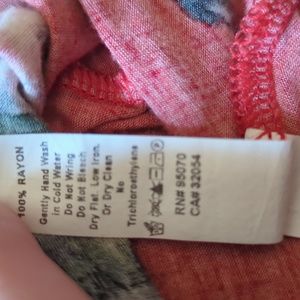 100% RAYON
Gently Hand Wash
in Cold Water
Do Not Wring
Do Not Bleach
Dry Flat. Low Iron.
Or Dry Clean
No
Trichloroethylene
RN# 85070
CA# 32054